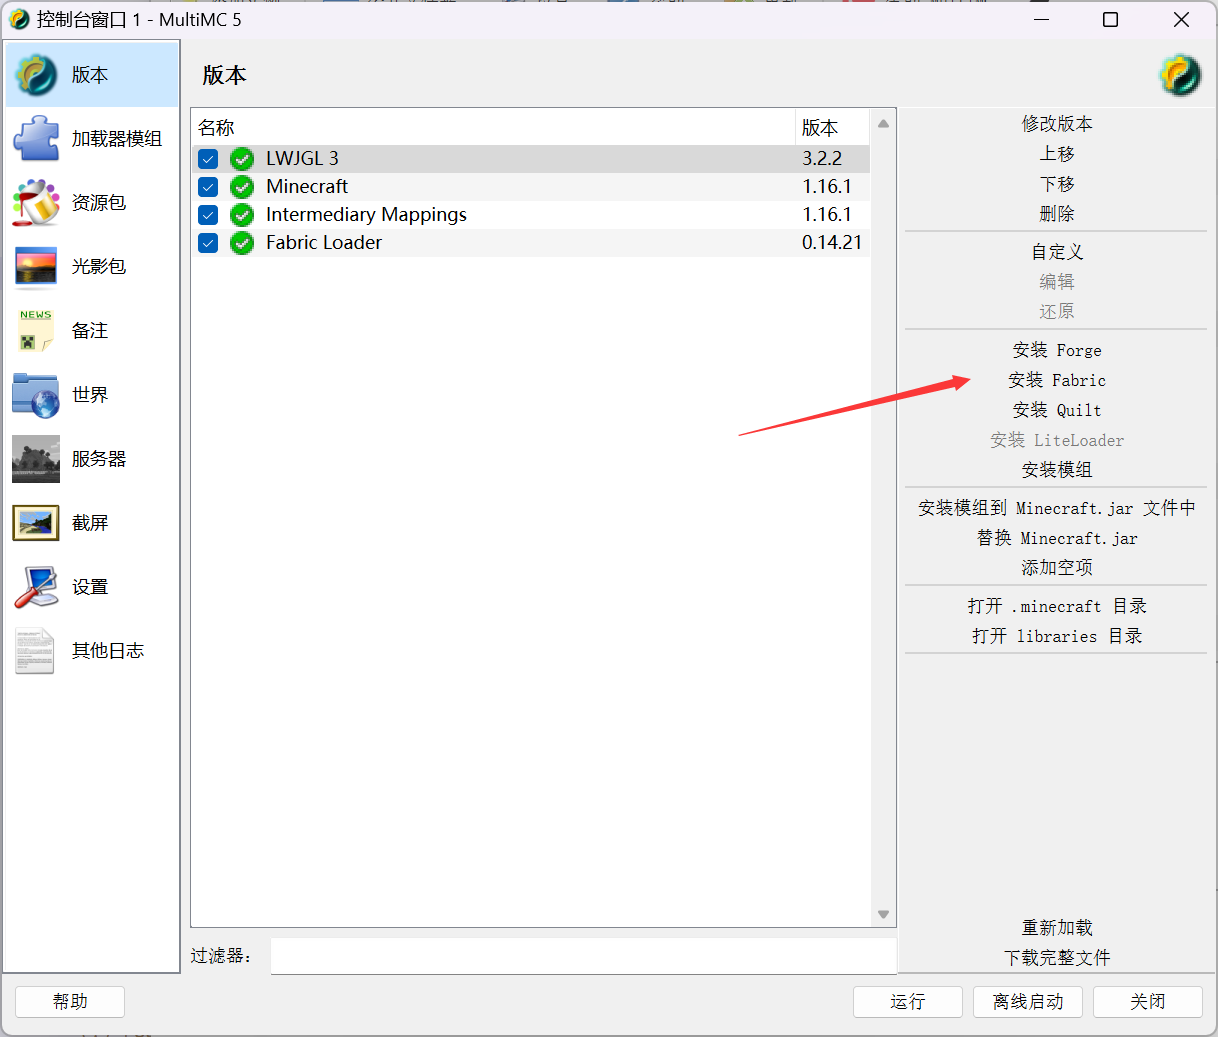 控制台窗口 1 - MultiMC 5
版本
加载器模组
资源包
光影包
NEWS
备注
世界
服务器
截屏
设置
其他日志
版本
名称 版本
LWJGL 3 3.2.2
Minecraft 1.16.1
Intermediary Mappings 1.16.1
Fabric Loader 0.14.21
过滤器：
修改版本
上移
下移
删除
自定义
编辑
还原
安装 Forge
安装 Fabric
安装 Quilt
安装 LiteLoader
安装模组
安装模组到 Minecraft.jar 文件中
替换 Minecraft.jar
添加空项
打开 .minecraft 目录
打开 libraries 目录
重新加载
下载完整文件
帮助 运行 离线启动 关闭